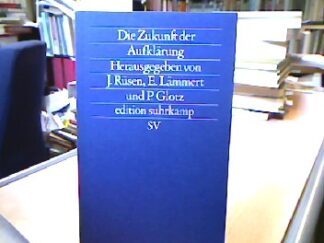 Die Zukunft der
Aufklärung
Herausgegeben von
J. Rüsen, E. Lämmert
und P. Glotz
edition suhrkamp
SV